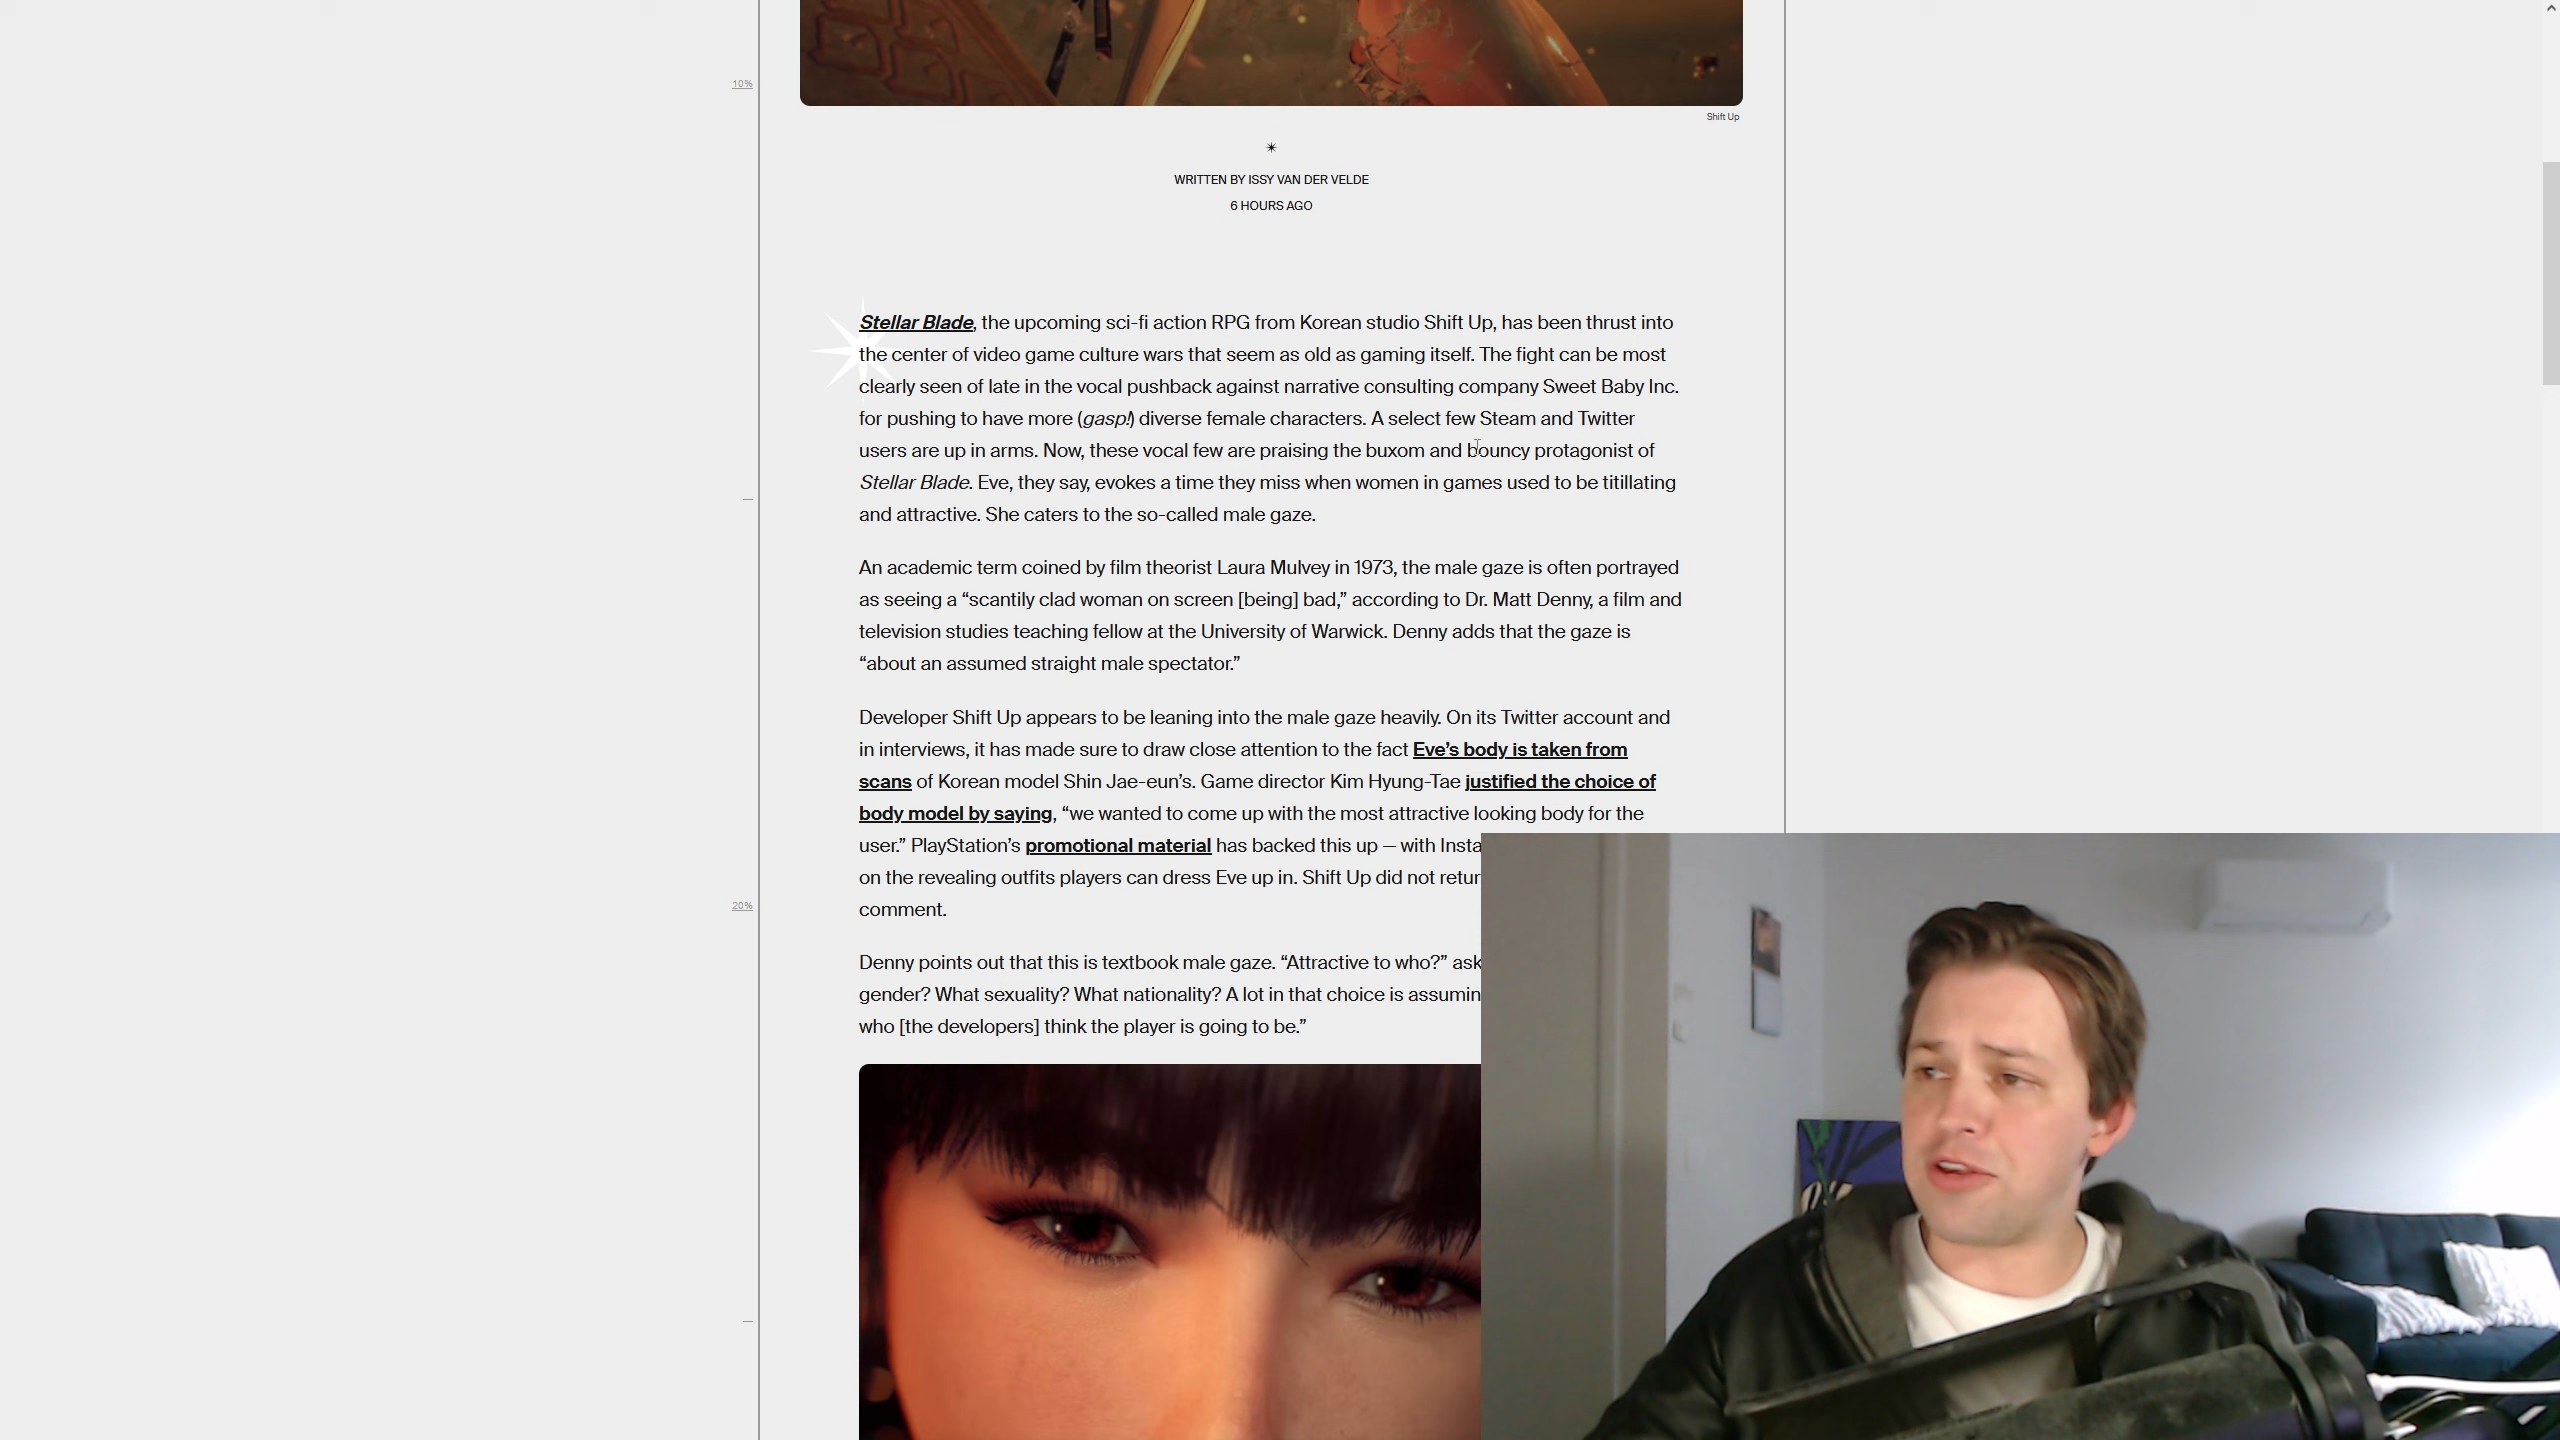 10%
Shift Up
WRITTEN BY ISSY VAN DER VELDE
6 HOURS AGO
Stellar Blade, the upcoming sci-fi action RPG from Korean studio Shift Up, has been thrust into
the center of video game culture wars that seem as old as gaming itself. The fight can be most
clearly seen of late in the vocal pushback against narrative consulting company Sweet Baby Inc.
for pushing to have more (gasp!) diverse female characters. A select few Steam and Twitter
users are up in arms. Now, these vocal few are praising the buxom and bouncy protagonist of
Stellar Blade. Eve, they say, evokes a time they miss when women in games used to be titillating
and attractive. She caters to the so-called male gaze.
An academic term coined by film theorist Laura Mulvey in 1973, the male gaze is often portrayed
as seeing a “scantily clad woman on screen [being] bad,” according to Dr. Matt Denny, a film and
television studies teaching fellow at the University of Warwick. Denny adds that the gaze is
“about an assumed straight male spectator.”
Developer Shift Up appears to be leaning into the male gaze heavily. On its Twitter account and
in interviews, it has made sure to draw close attention to the fact Eve’s body is taken from
scans of Korean model Shin Jae-eun’s. Game director Kim Hyung-Tae justified the choice of
body model by saying, “we wanted to come up with the most attractive looking body for the
user.” PlayStation’s promotional material has backed this up — with Insta
on the revealing outfits players can dress Eve up in. Shift Up did not retur
comment.
20%
Denny points out that this is textbook male gaze. “Attractive to who?” ask
gender? What sexuality? What nationality? A lot in that choice is assumin
who [the developers] think the player is going to be.”